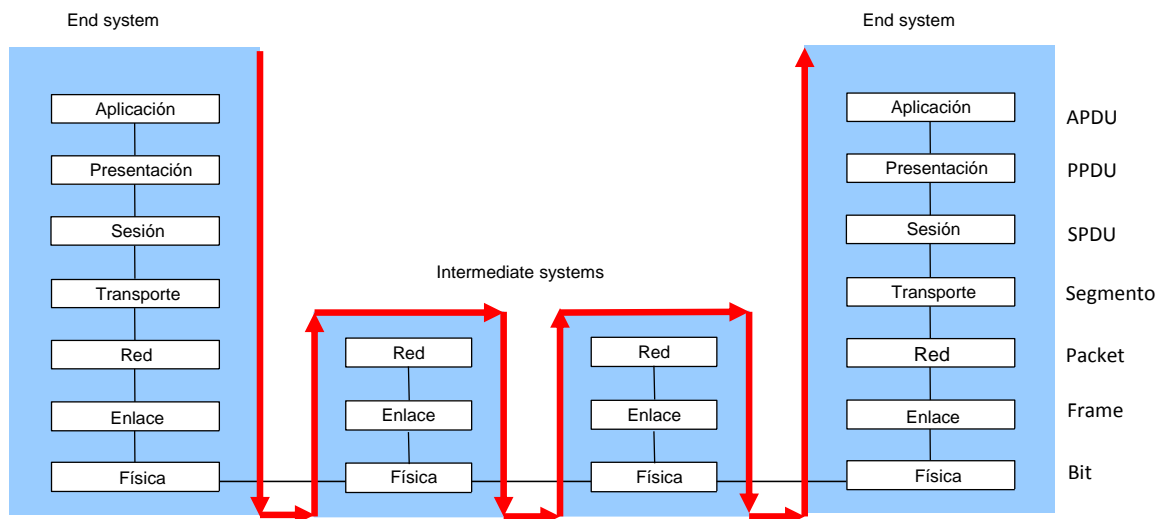 End system
End system
Aplicación
Aplicación
APDU
Presentación
Presentación
PPDU
Sesión
Sesión
SPDU
Intermediate systems
Transporte
Transporte
Segmento
Red
Red
Red
Red
Packet
Enlace
Enlace
Enlace
Enlace
Frame
Física
Física
Física
Física
Bit